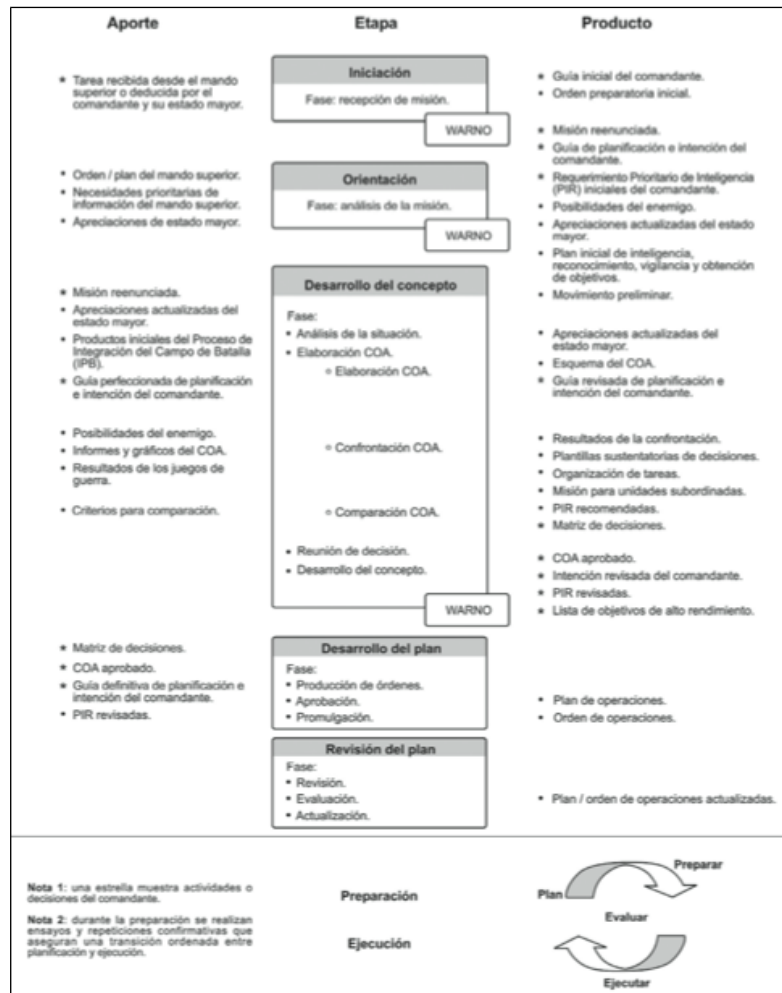 Aporte
Etapa
Producto
★ Tarea recibida desde el mando
superior o deducida por el
comandante y su estado mayor.
Iniciación
Fase: recepción de misión.
WARNO
★ Guía inicial del comandante.
• Orden preparatoria inicial.
★ Misión reenunciada.
★ Guía de planificación e intención del
comandante.
★ Requerimiento Prioritario de Inteligencia
(PIR) iniciales del comandante.
• Posibilidades del enemigo.
• Apreciaciones actualizadas del estado
mayor.
• Plan inicial de inteligencia,
reconocimiento, vigilancia y obtención
de objetivos.
• Movimiento preliminar.
• Orden / plan del mando superior.
• Necesidades prioritarias de
información del mando superior.
• Apreciaciones de estado mayor.
Orientación
Fase: análisis de la misión.
WARNO
★ Misión reenunciada.
• Apreciaciones actualizadas del
estado mayor.
• Productos iniciales del Proceso de
Integración del Campo de Batalla
(IPB).
★ Guía perfeccionada de planificación
e intención del comandante.
• Posibilidades del enemigo.
• Informes y gráficos del COA.
• Resultados de los juegos de
guerra.
• Criterios para comparación.
Desarrollo del concepto
Fase:
• Análisis de la situación.
• Elaboración COA.
○ Elaboración COA.
○ Confrontación COA.
○ Comparación COA.
• Reunión de decisión.
• Desarrollo del concepto.
WARNO
• Apreciaciones actualizadas del
estado mayor.
• Esquema del COA.
★ Guía revisada de planificación e
intención del comandante.
• Resultados de la confrontación.
• Plantillas sustentatorias de decisiones.
• Organización de tareas.
• Misión para unidades subordinadas.
• PIR recomendadas.
★ Matriz de decisiones.
★ COA aprobado.
★ Intención revisada del comandante.
★ PIR revisadas.
★ Lista de objetivos de alto rendimiento.
★ Matriz de decisiones.
★ COA aprobado.
★ Guía definitiva de planificación e
intención del comandante.
★ PIR revisadas.
Desarrollo del plan
Fase:
• Producción de órdenes.
• Aprobación.
• Promulgación.
• Plan de operaciones.
• Orden de operaciones.
Revisión del plan
Fase:
• Revisión.
• Evaluación.
• Actualización.
• Plan / orden de operaciones actualizadas.
Nota 1: una estrella muestra actividades o
decisiones del comandante.
Nota 2: durante la preparación se realizan
ensayos y repeticiones confirmativas que
aseguran una transición ordenada entre
planificación y ejecución.
Preparación
Ejecución
Preparar
Plan
Evaluar
Ejecutar